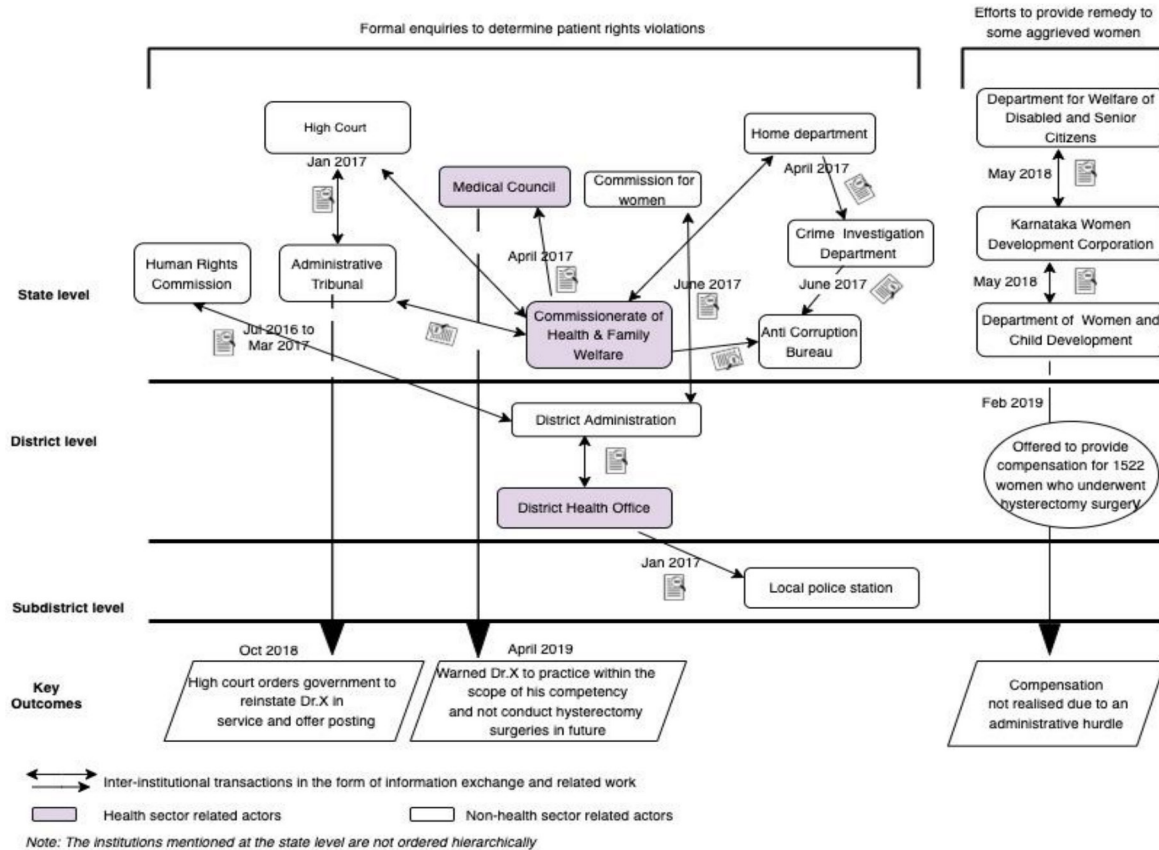 Formal enquiries to determine patient rights violations
Efforts to provide remedy to
some aggrieved women
High Court
Jan 2017
Medical Council
Commission for
women
Home department
April 2017
Department for Welfare of
Disabled and Senior
Citizens
May 2018
Human Rights
Commission
Administrative
Tribunal
April 2017
Crime Investigation
Department
Karnataka Women
Development Corporation
State level
Jul 2016 to
Mar 2017
Commissionerate of
Health & Family
Welfare
June 2017
June 2017
Anti Corruption
Bureau
May 2018
Department of Women and
Child Development
District level
District Administration
District Health Office
Feb 2019
Offered to provide
compensation for 1522
women who underwent
hysterectomy surgery
Subdistrict level
Jan 2017
Local police station
Key
Outcomes
Oct 2018
High court orders government to
reinstate Dr.X in
service and offer posting
April 2019
Warned Dr.X to practice within the
scope of his competency
and not conduct hysterectomy
surgeries in future
Compensation
not realised due to an
administrative hurdle
Inter-institutional transactions in the form of information exchange and related work
Health sector related actors
Non-health sector related actors
Note: The institutions mentioned at the state level are not ordered hierarchically